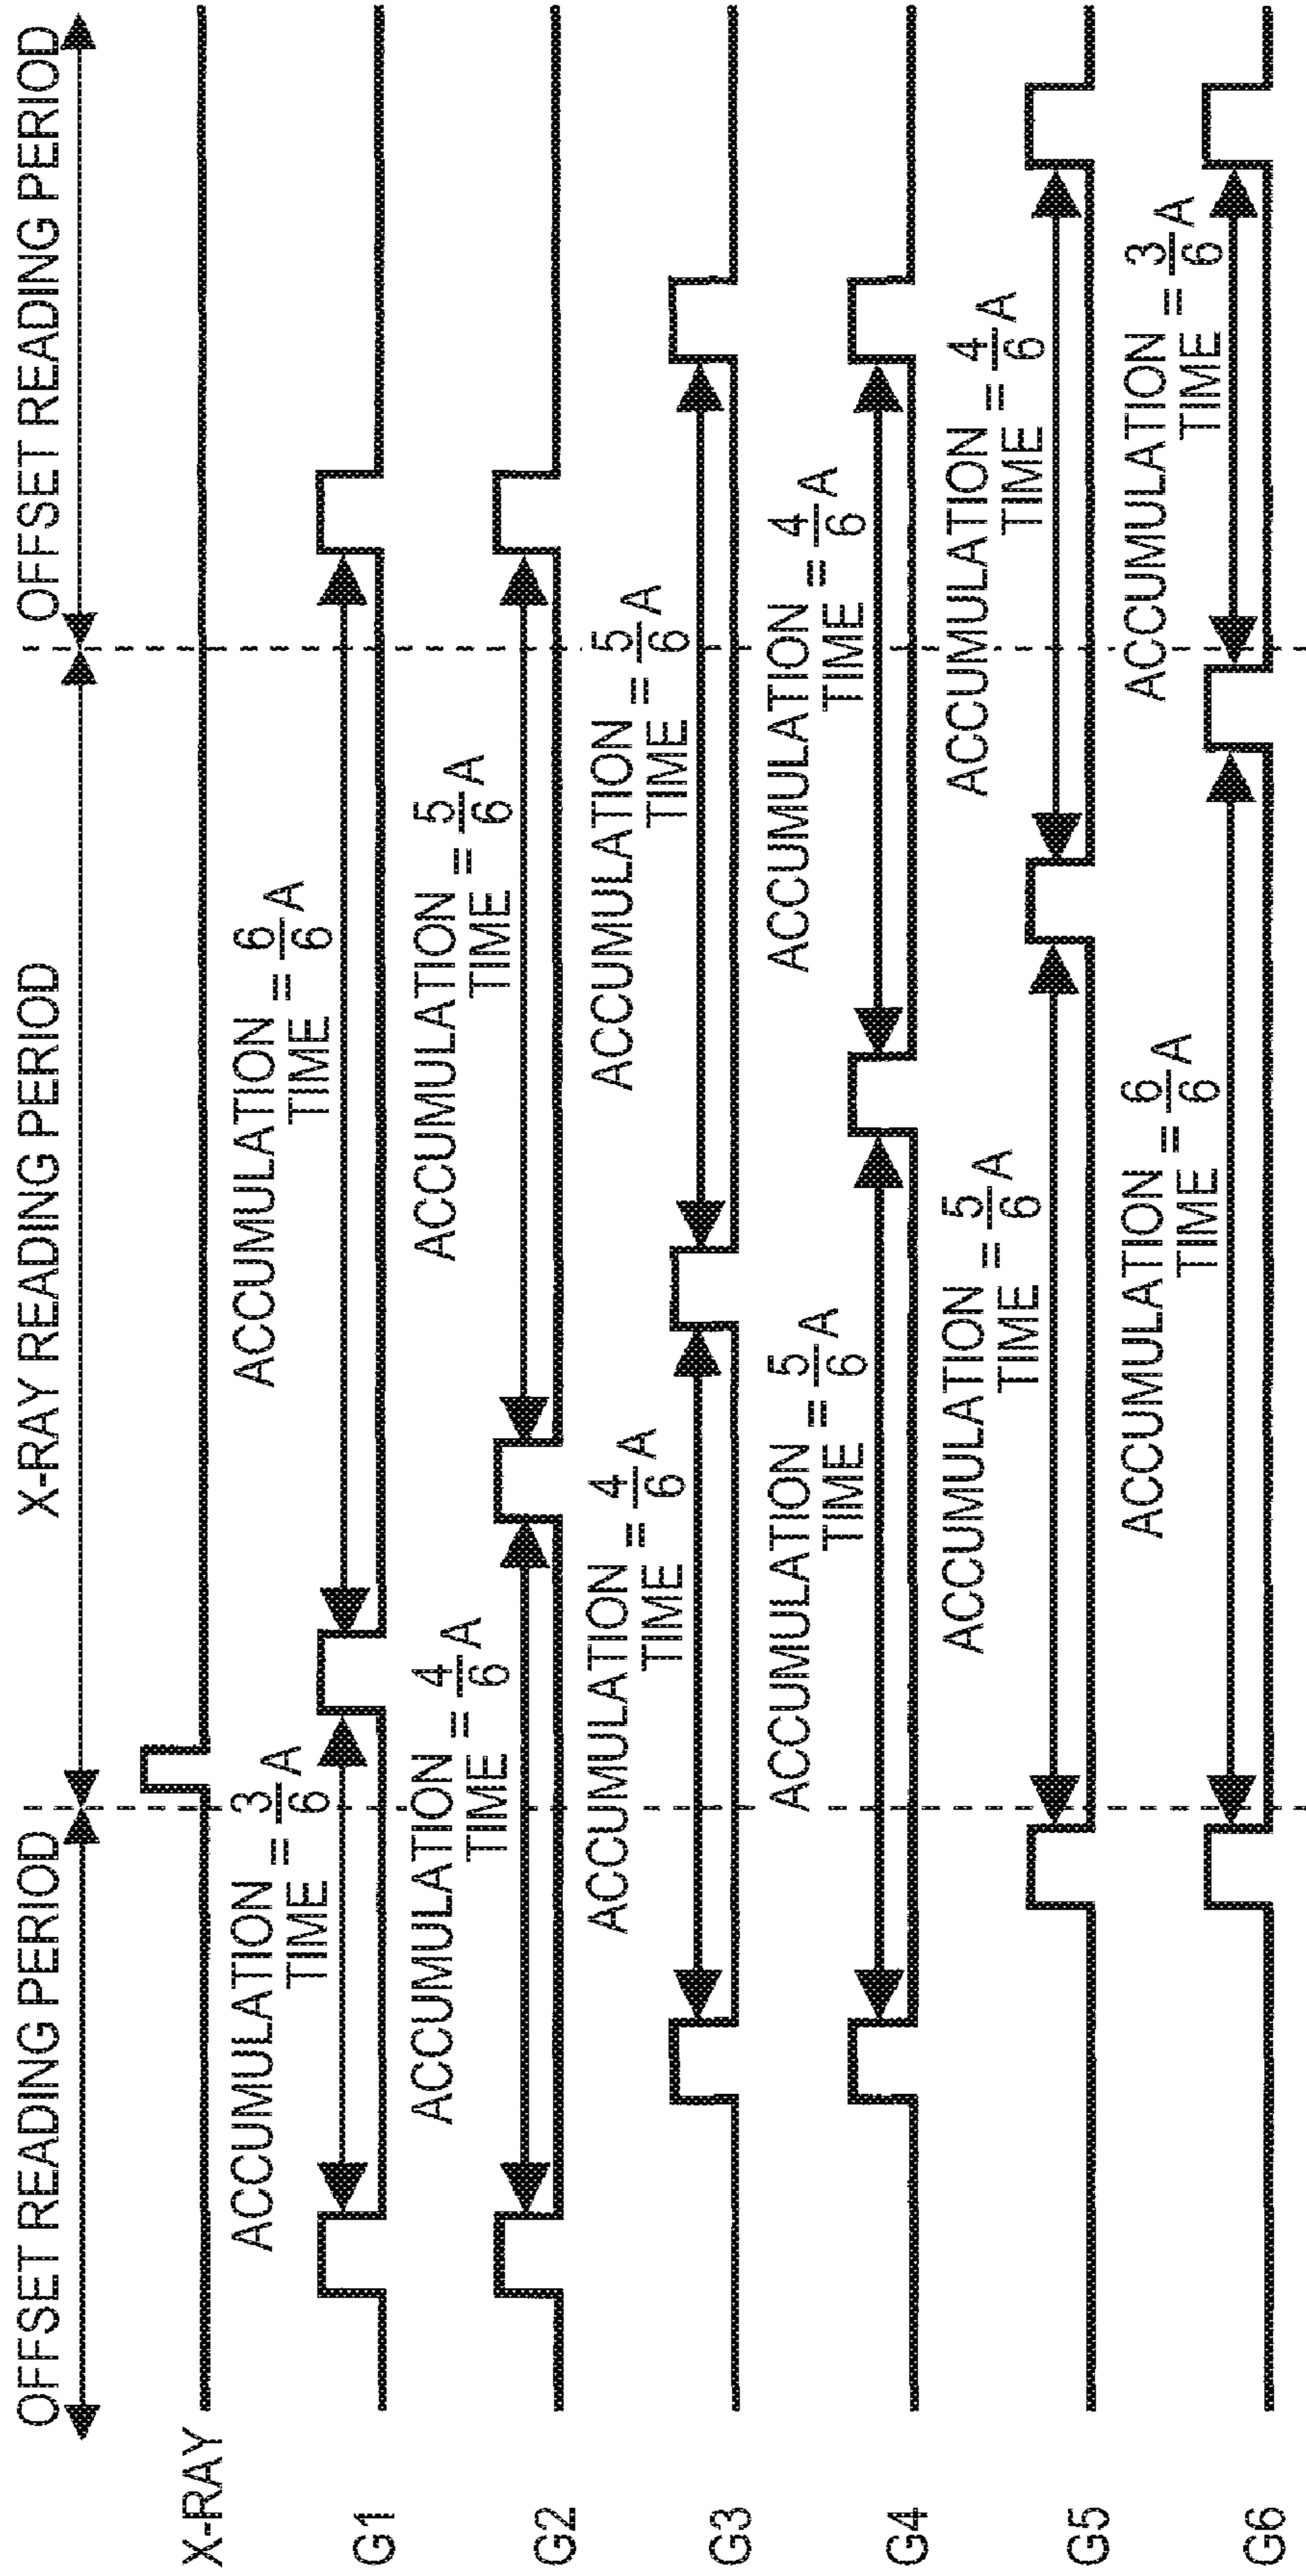 OFFSET READING PERIOD
X-RAY READING PERIOD
OFFSET READING PERIOD
X-RAY
G1
ACCUMULATION TIME = 3/6 A
ACCUMULATION TIME = 6/6 A
G2
ACCUMULATION TIME = 4/6 A
ACCUMULATION TIME = 5/6 A
G3
ACCUMULATION TIME = 4/6 A
ACCUMULATION TIME = 5/6 A
G4
ACCUMULATION TIME = 5/6 A
ACCUMULATION TIME = 4/6 A
G5
ACCUMULATION TIME = 5/6 A
ACCUMULATION TIME = 4/6 A
G6
ACCUMULATION TIME = 6/6 A
ACCUMULATION TIME = 3/6 A